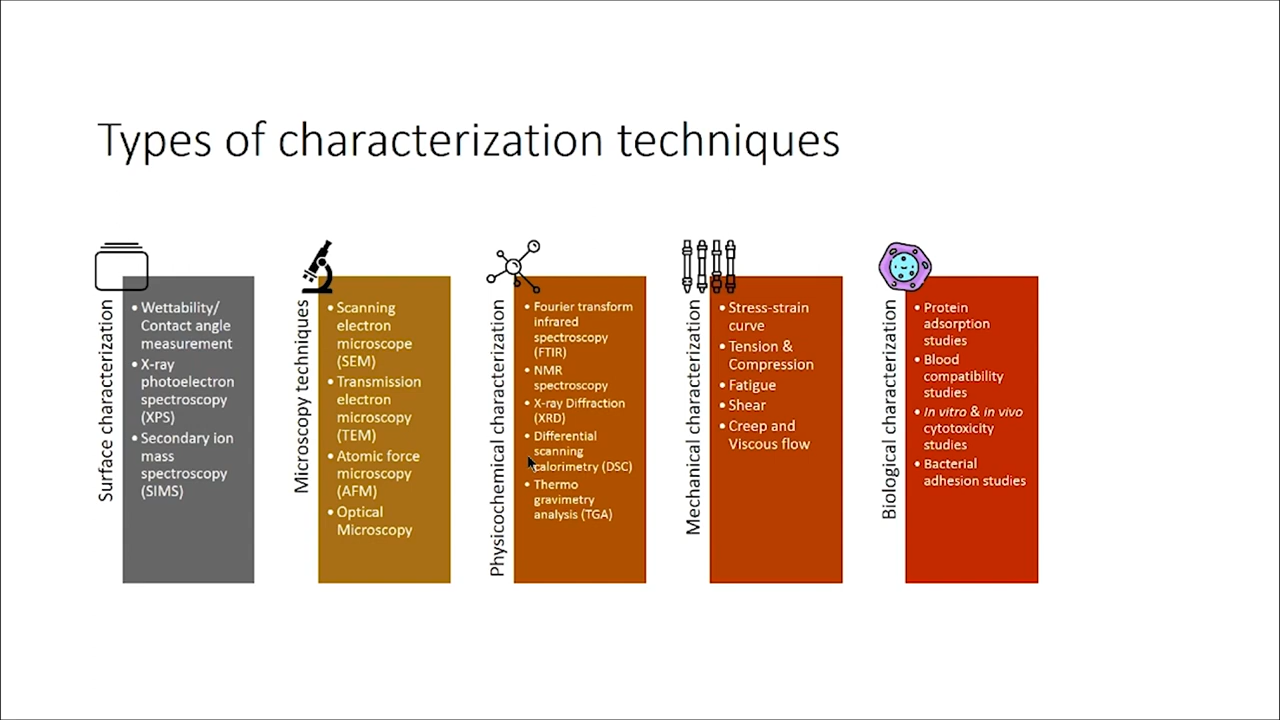 Types of characterization techniques
Surface characterization
• Wettability/
Contact angle
measurement
• X-ray
photoelectron
spectroscopy
(XPS)
• Secondary ion
mass
spectroscopy
(SIMS)
Microscopy techniques
• Scanning
electron
microscope
(SEM)
• Transmission
electron
microscopy
(TEM)
• Atomic force
microscopy
(AFM)
• Optical
Microscopy
Physicochemical characterization
• Fourier transform
infrared
spectroscopy
(FTIR)
• NMR
spectroscopy
• X-ray Diffraction
(XRD)
• Differential
scanning
calorimetry (DSC)
• Thermo
gravimetry
analysis (TGA)
Mechanical characterization
• Stress-strain
curve
• Tension &
Compression
• Fatigue
• Shear
• Creep and
Viscous flow
Biological characterization
• Protein
adsorption
studies
• Blood
compatibility
studies
• In vitro & in vivo
cytotoxicity
studies
• Bacterial
adhesion studies